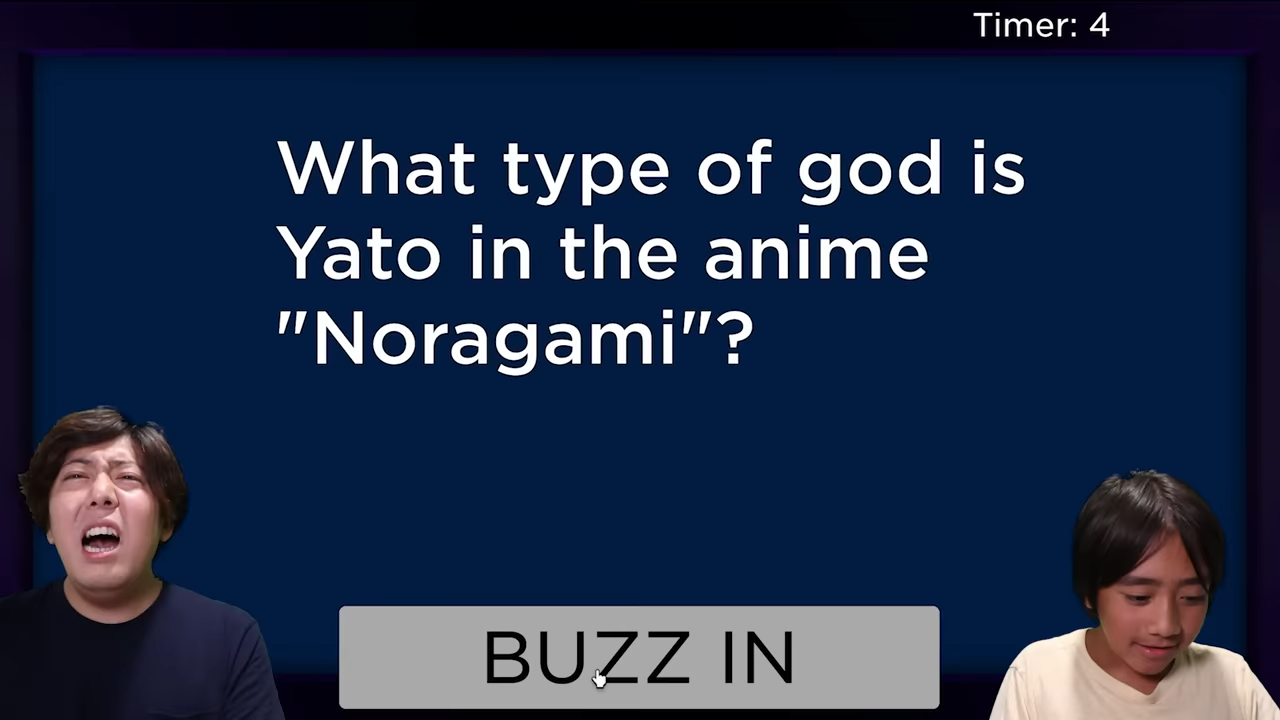 Timer: 4
What type of god is
Yato in the anime
"Noragami"?
BUZZ IN